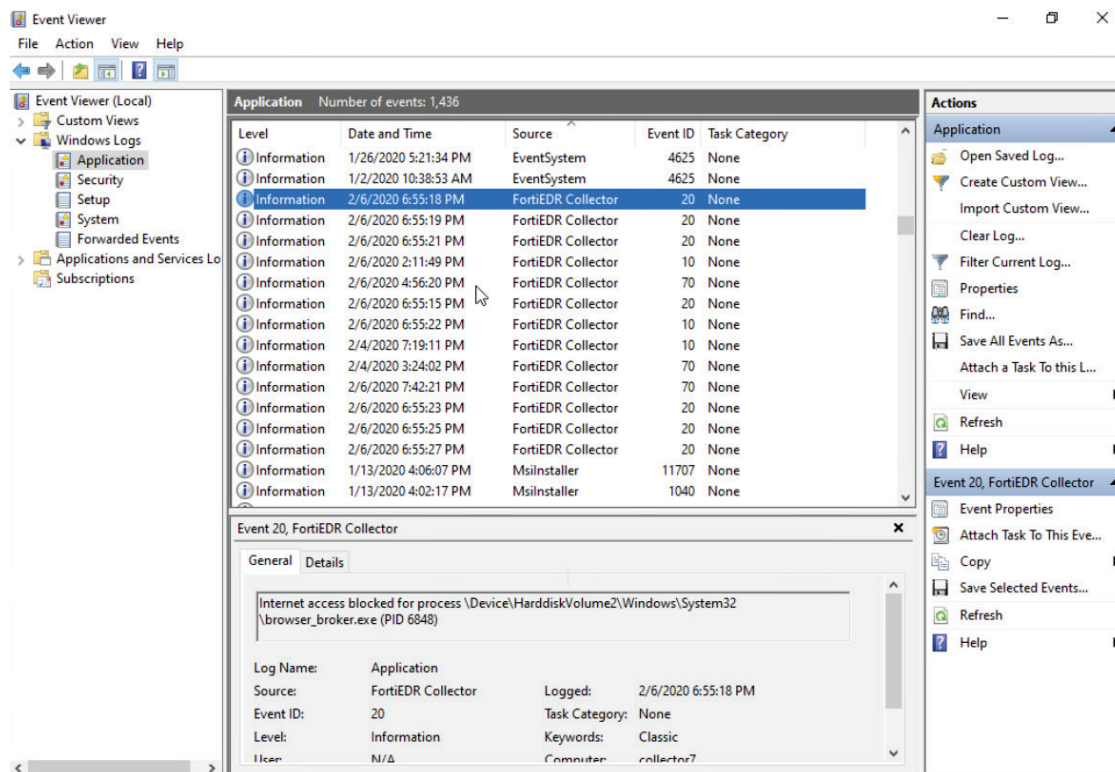 Event Viewer
File Action View Help
Event Viewer (Local)
Custom Views
Windows Logs
Application
Security
Setup
System
Forwarded Events
Applications and Services Lo
Subscriptions
Application Number of events: 1,436
Level Date and Time Source Event ID Task Category
Information 1/26/2020 5:21:34 PM EventSystem 4625 None
Information 1/2/2020 10:38:53 AM EventSystem 4625 None
Information 2/6/2020 6:55:18 PM FortiEDR Collector 20 None
Information 2/6/2020 6:55:19 PM FortiEDR Collector 20 None
Information 2/6/2020 6:55:21 PM FortiEDR Collector 20 None
Information 2/6/2020 2:11:49 PM FortiEDR Collector 10 None
Information 2/6/2020 4:56:20 PM FortiEDR Collector 70 None
Information 2/6/2020 6:55:15 PM FortiEDR Collector 20 None
Information 2/6/2020 6:55:22 PM FortiEDR Collector 10 None
Information 2/4/2020 7:19:11 PM FortiEDR Collector 10 None
Information 2/4/2020 3:24:02 PM FortiEDR Collector 70 None
Information 2/6/2020 7:42:21 PM FortiEDR Collector 70 None
Information 2/6/2020 6:55:23 PM FortiEDR Collector 20 None
Information 2/6/2020 6:55:25 PM FortiEDR Collector 20 None
Information 2/6/2020 6:55:27 PM FortiEDR Collector 20 None
Information 1/13/2020 4:06:07 PM MsiInstaller 11707 None
Information 1/13/2020 4:02:17 PM MsiInstaller 1040 None
Event 20, FortiEDR Collector
General Details
Internet access blocked for process \Device\HarddiskVolume2\Windows\System32
\browser_broker.exe (PID 6848)
Log Name: Application
Source: FortiEDR Collector Logged: 2/6/2020 6:55:18 PM
Event ID: 20 Task Category: None
Level: Information Keywords: Classic
User: N/A Computer: collector7
Actions
Application
Open Saved Log...
Create Custom View...
Import Custom View...
Clear Log...
Filter Current Log...
Properties
Find...
Save All Events As...
Attach a Task To this L...
View
Refresh
Help
Event 20, FortiEDR Collector
Event Properties
Attach Task To This Eve...
Copy
Save Selected Events...
Refresh
Help